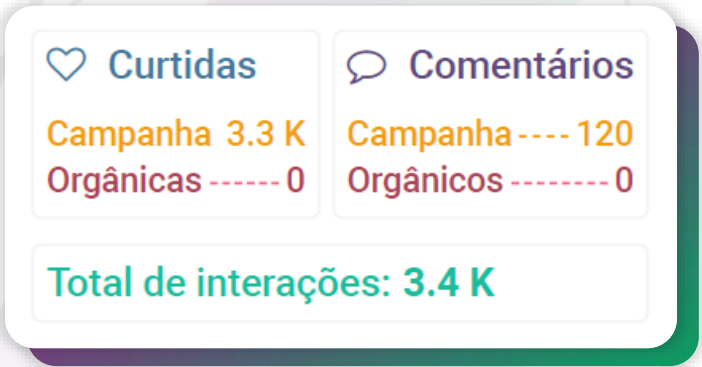 Curtidas
Campanha 3.3 K
Orgânicas ------ 0
Comentários
Campanha ---- 120
Orgânicos -------- 0
Total de interações: 3.4 K